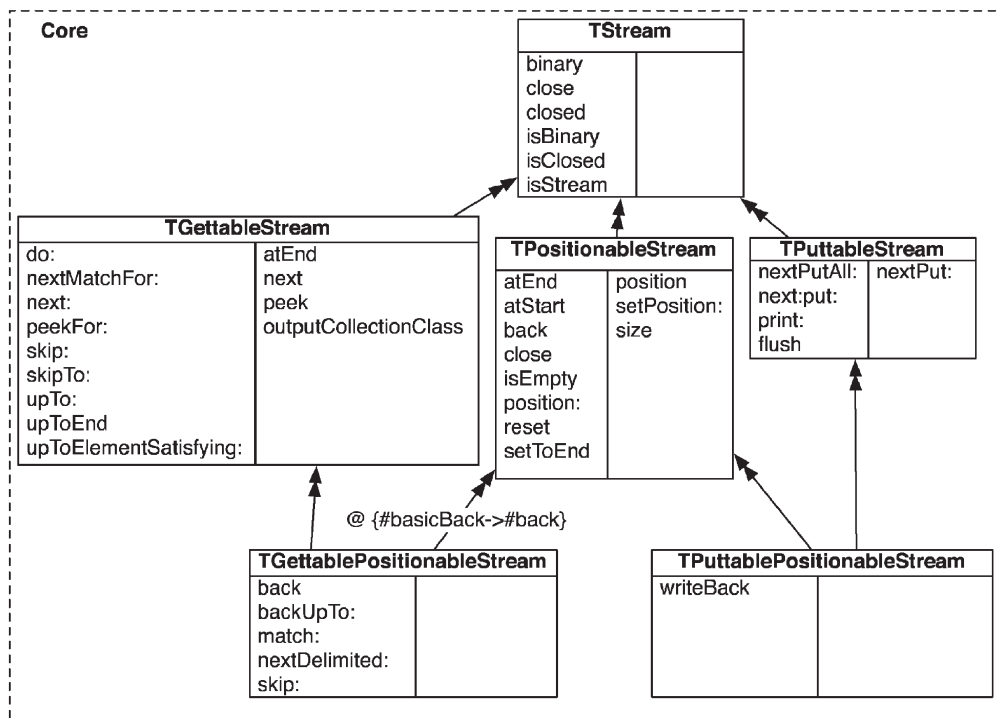 Core
TStream
binary
close
closed
isBinary
isClosed
isStream
TGettableStream
do:
nextMatchFor:
next:
peekFor:
skip:
skipTo:
upTo:
upToEnd
upToElementSatisfying:
atEnd
next
peek
outputCollectionClass
TPositionableStream
atEnd
atStart
back
close
isEmpty
position:
reset
setToEnd
position
setPosition:
size
TPuttableStream
nextPutAll:
next:put:
print:
flush
nextPut:
@ {#basicBack->#back}
TGettablePositionableStream
back
backUpTo:
match:
nextDelimited:
skip:
TPuttablePositionableStream
writeBack